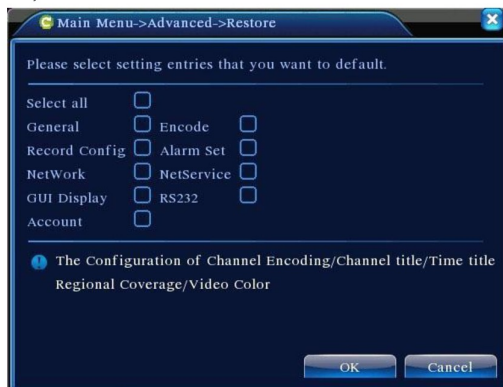 Main Menu->Advanced->Restore
Please select setting entries that you want to default.
Select all
General Encode
Record Config Alarm Set
NetWork NetService
GUI Display RS232
Account
The Configuration of Channel Encoding/Channel title/Time title
Regional Coverage/Video Color
OK Cancel